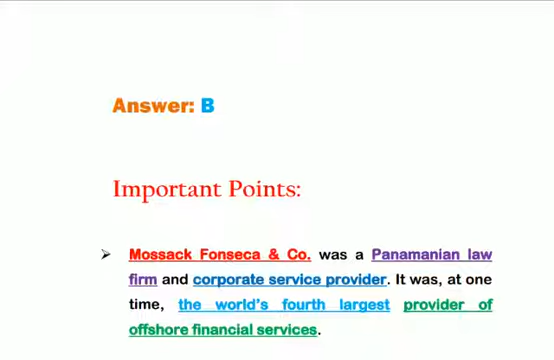 Answer: B
Important Points:
➢ Mossack Fonseca & Co. was a Panamanian law
firm and corporate service provider. It was, at one
time, the world's fourth largest provider of
offshore financial services.